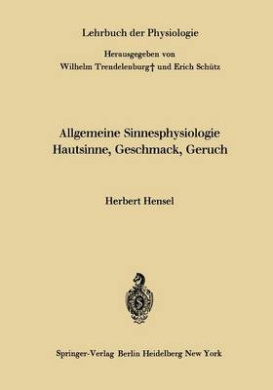 Lehrbuch der Physiologie
Herausgegeben von
Wilhelm Trendelenburg† und Erich Schütz
Allgemeine Sinnesphysiologie
Hautsinne, Geschmack, Geruch
Herbert Hensel
Springer-Verlag Berlin Heidelberg New York